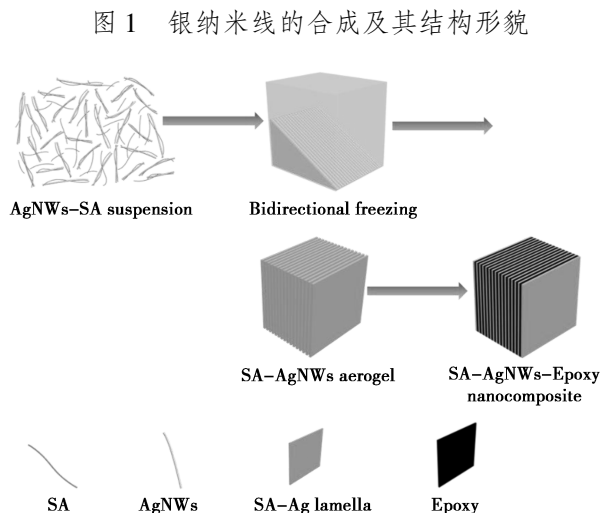 图 1 银纳米线的合成及其结构形貌
AgNWs–SA suspension
Bidirectional freezing
SA–AgNWs aerogel
SA–AgNWs–Epoxy
nanocomposite
SA
AgNWs
SA–Ag lamella
Epoxy